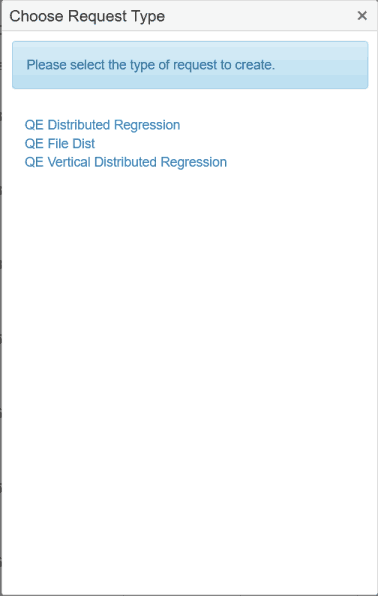 Choose Request Type ×
Please select the type of request to create.
QE Distributed Regression
QE File Dist
QE Vertical Distributed Regression